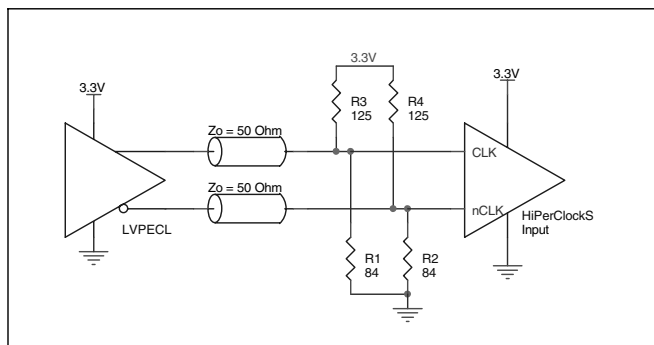 3.3V
3.3V
3.3V
R3
125
R4
125
Zo = 50 Ohm
CLK
Zo = 50 Ohm
nCLK
HiPerClockS
Input
LVPECL
R1
84
R2
84